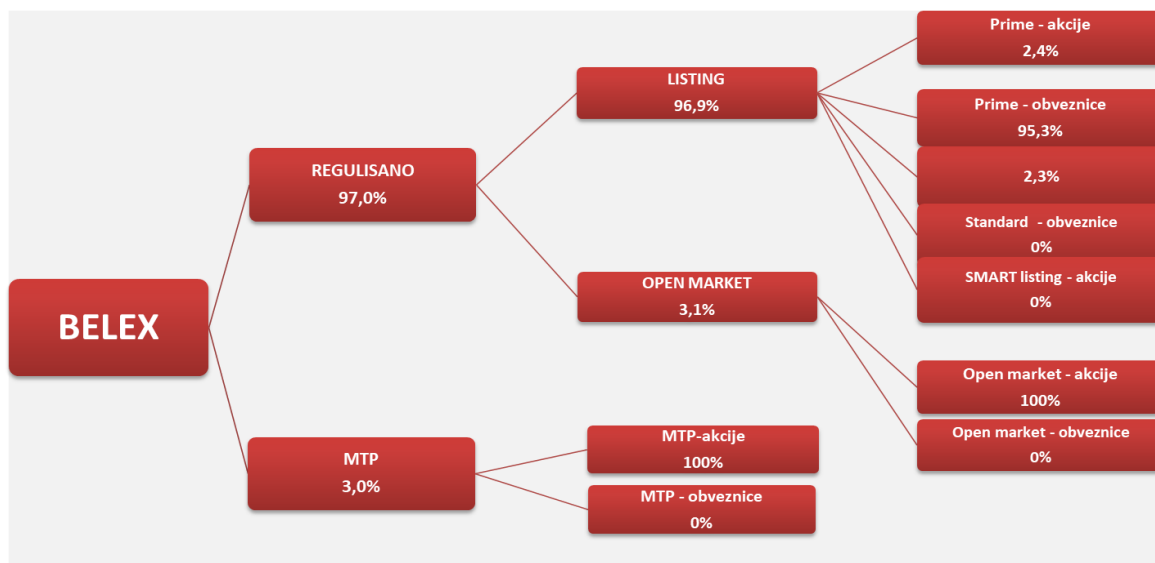 BELEX
REGULISANO
97,0%
MTP
3,0%
LISTING
96,9%
OPEN MARKET
3,1%
MTP-akcije
100%
MTP - obveznice
0%
Prime - akcije
2,4%
Prime - obveznice
95,3%
2,3%
Standard - obveznice
0%
SMART listing - akcije
0%
Open market - akcije
100%
Open market - obveznice
0%